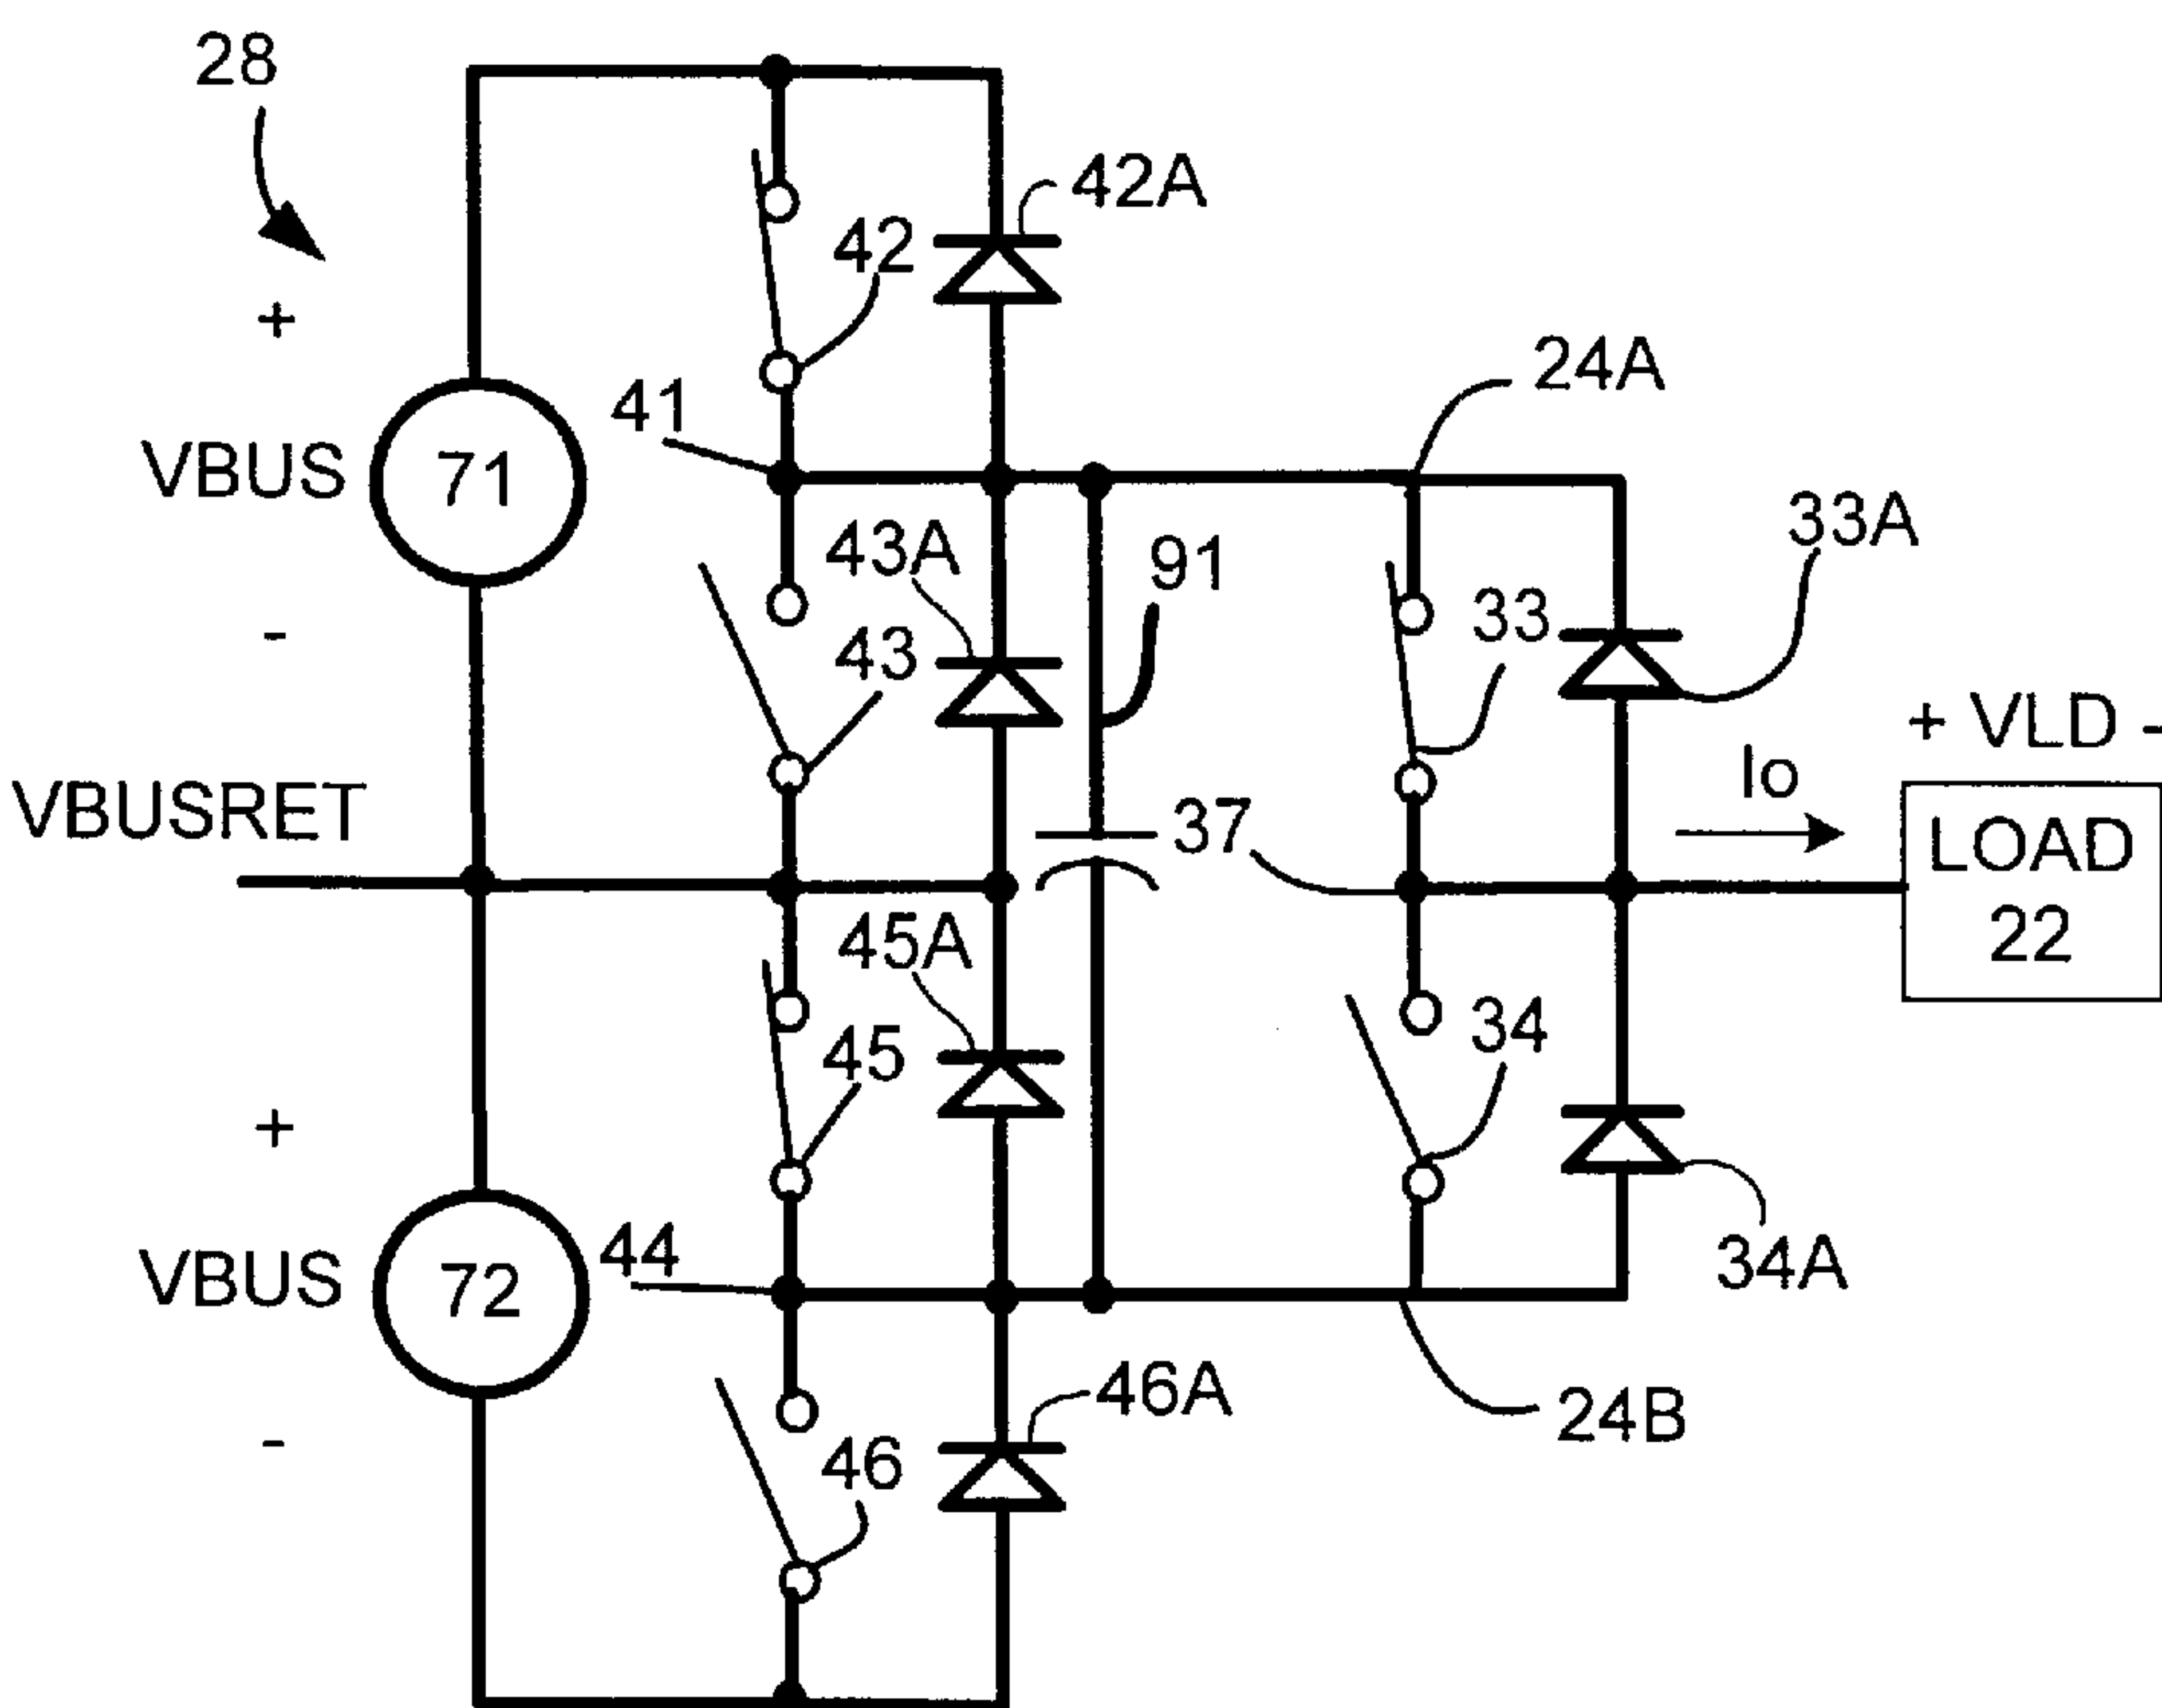 28
42A
+
42
24A
41
VBUS
71
33A
43A
91
33
-
43
+ VLD -
Io
VBUSRET
37
LOAD
22
45A
34
45
+
44
34A
VBUS
72
46A
24B
-
46